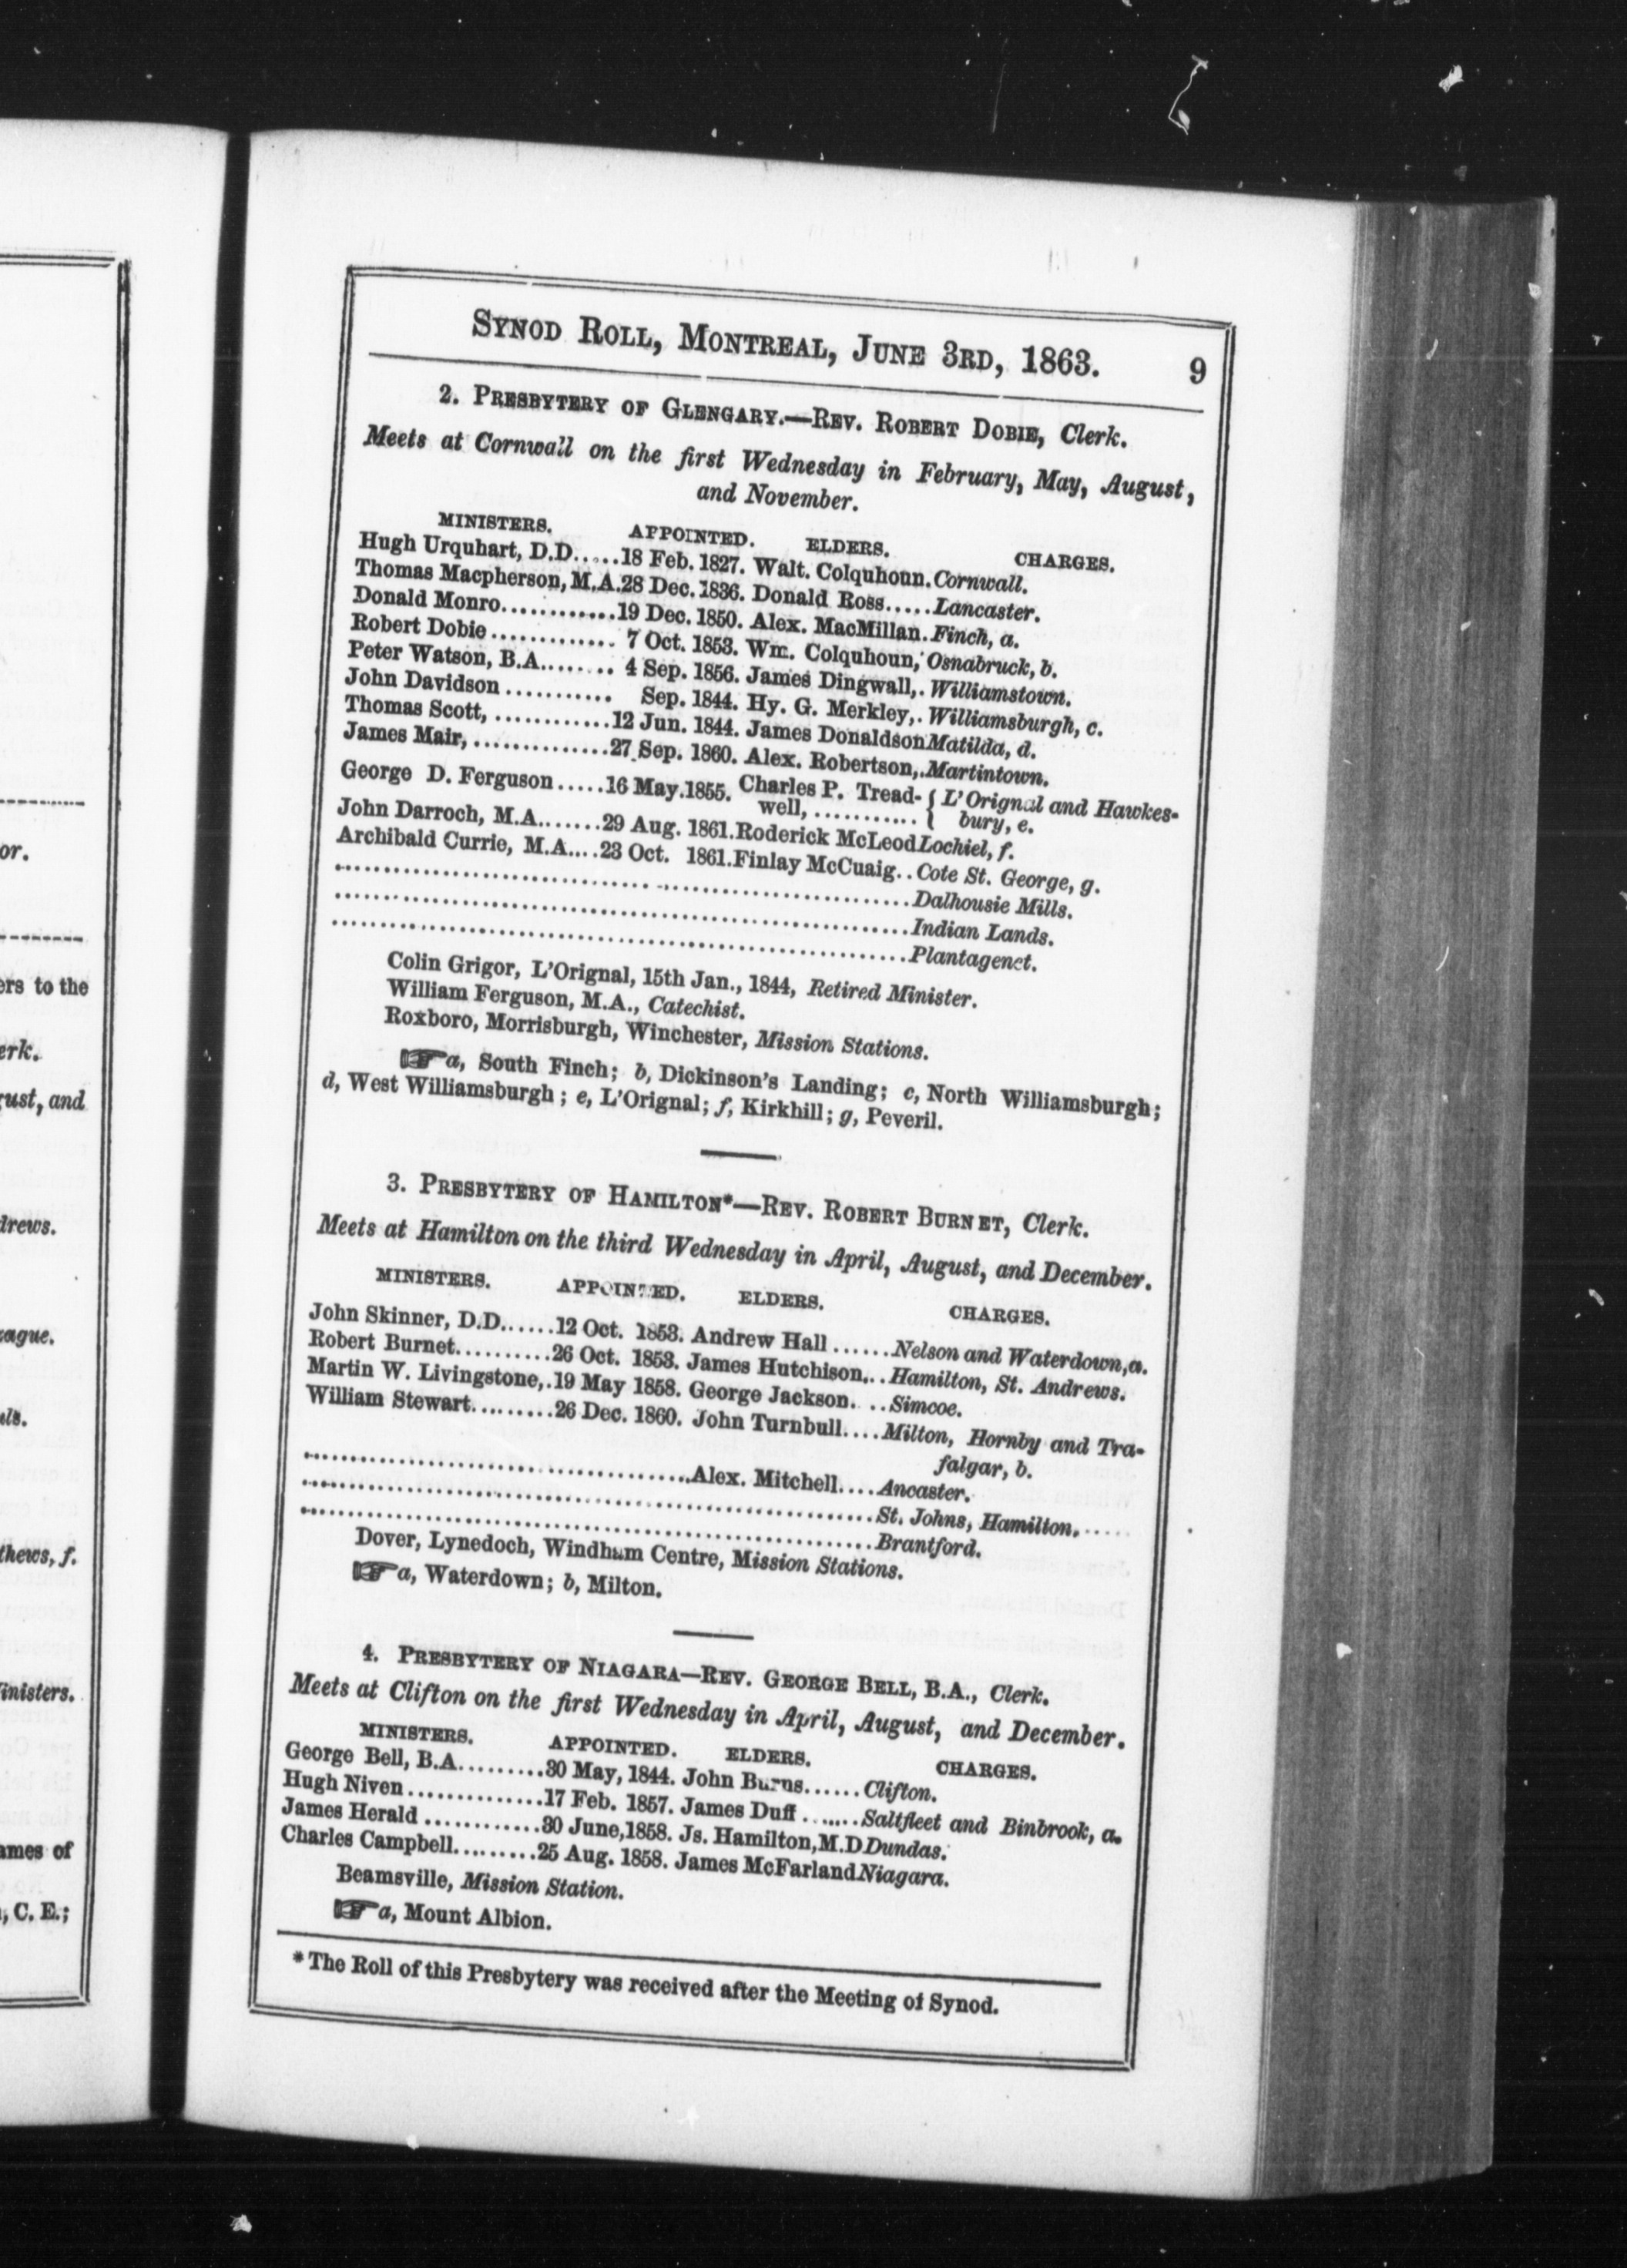 or.
ers to the
erk.
gust, and
drews.
eague.
als.
thews, f.
inisters.
ames of
, C. E.;
SYNOD ROLL, MONTREAL, JUNE 3RD, 1863. 9
2. PRESBYTERY OF GLENGARY.—REV. ROBERT DOBIE, Clerk.
Meets at Cornwall on the first Wednesday in February, May, August,
and November.
MINISTERS. APPOINTED. ELDERS. CHARGES.
Hugh Urquhart, D.D.....18 Feb. 1827. Walt. Colquhoun. Cornwall.
Thomas Macpherson, M.A.28 Dec. 1836. Donald Ross..... Lancaster.
Donald Monro............19 Dec. 1850. Alex. MacMillan. Finch, a.
Robert Dobie............. 7 Oct. 1853. Wm. Colquhoun, Osnabruck, b.
Peter Watson, B.A........ 4 Sep. 1856. James Dingwall,. Williamstown.
John Davidson ........... Sep. 1844. Hy. G. Merkley,. Williamsburgh, c.
Thomas Scott, ............12 Jun. 1844. James Donaldson Matilda, d.
James Mair, ..............27 Sep. 1860. Alex. Robertson,. Martintown.
George D. Ferguson.....16 May.1855. Charles P. Tread- { L'Orignal and Hawkes-
well, ........... { bury, e.
John Darroch, M.A.......29 Aug. 1861. Roderick McLeod Lochiel, f.
Archibald Currie, M.A....23 Oct. 1861. Finlay McCuaig.. Cote St. George, g.
..........................................................Dalhousie Mills.
..........................................................Indian Lands.
..........................................................Plantagenet.
Colin Grigor, L'Orignal, 15th Jan., 1844, Retired Minister.
William Ferguson, M.A., Catechist.
Roxboro, Morrisburgh, Winchester, Mission Stations.
☞ a, South Finch; b, Dickinson's Landing; c, North Williamsburgh;
d, West Williamsburgh; e, L'Orignal; f, Kirkhill; g, Peveril.
3. PRESBYTERY OF HAMILTON*—REV. ROBERT BURNET, Clerk.
Meets at Hamilton on the third Wednesday in April, August, and December.
MINISTERS. APPOINTED. ELDERS. CHARGES.
John Skinner, D.D......12 Oct. 1853. Andrew Hall ......Nelson and Waterdown, a.
Robert Burnet..........26 Oct. 1853. James Hutchison... Hamilton, St. Andrews.
Martin W. Livingstone,.19 May 1858. George Jackson. .. Simcoe.
William Stewart.........26 Dec. 1860. John Turnbull.... Milton, Hornby and Tra-
falgar, b.
.......................................Alex. Mitchell.... Ancaster.
..........................................................St. Johns, Hamilton.
..........................................................Brantford.
Dover, Lynedoch, Windham Centre, Mission Stations.
☞ a, Waterdown; b, Milton.
4. PRESBYTERY OF NIAGARA—REV. GEORGE BELL, B.A., Clerk.
Meets at Clifton on the first Wednesday in April, August, and December.
MINISTERS. APPOINTED. ELDERS. CHARGES.
George Bell, B.A.........30 May, 1844. John Burns...... Clifton.
Hugh Niven..............17 Feb. 1857. James Duff .......Saltfleet and Binbrook, a.
James Herald ............30 June, 1858. Js. Hamilton, M.D Dundas.
Charles Campbell.........25 Aug. 1858. James McFarland Niagara.
Beamsville, Mission Station.
☞ a, Mount Albion.
* The Roll of this Presbytery was received after the Meeting of Synod.